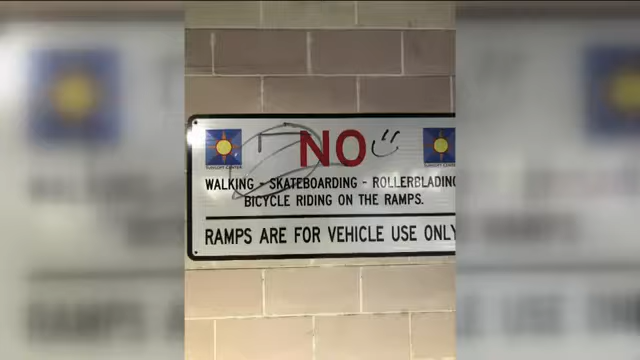 NO
WALKING - SKATEBOARDING - ROLLERBLADING
BICYCLE RIDING ON THE RAMPS.
RAMPS ARE FOR VEHICLE USE ONLY